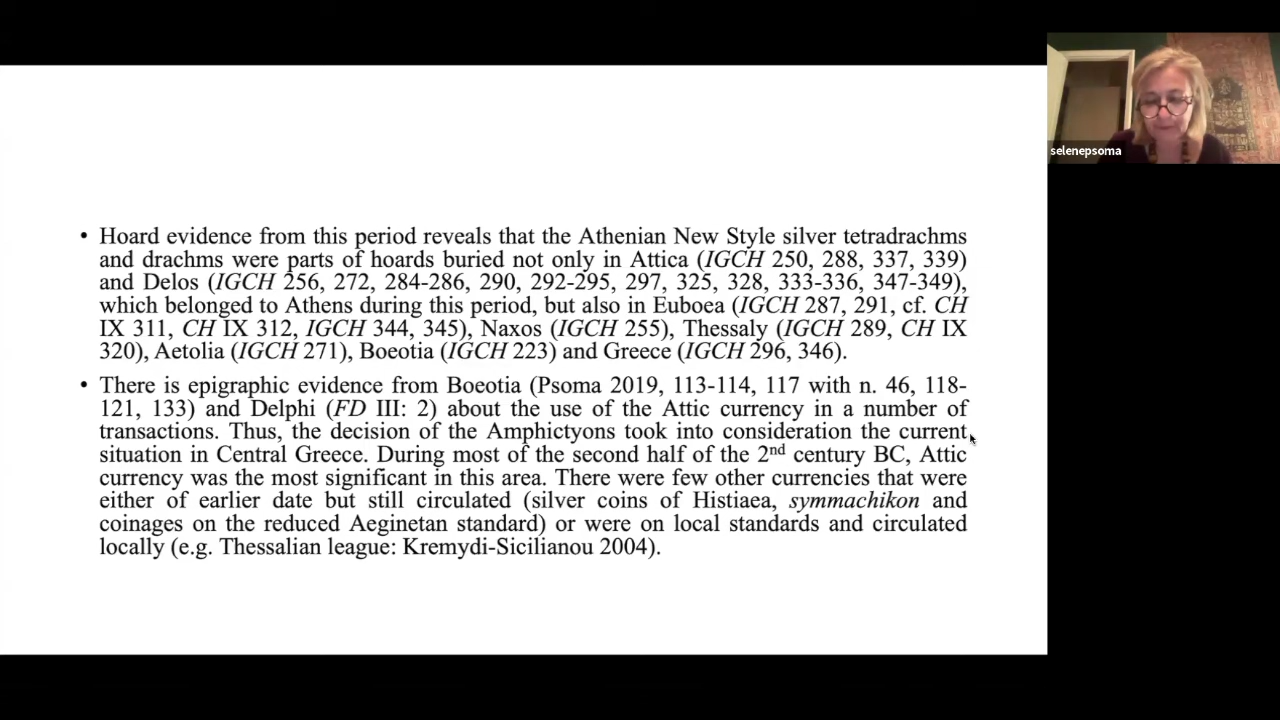 • Hoard evidence from this period reveals that the Athenian New Style silver tetradrachms
and drachms were parts of hoards buried not only in Attica (IGCH 250, 288, 337, 339)
and Delos (IGCH 256, 272, 284-286, 290, 292-295, 297, 325, 328, 333-336, 347-349),
which belonged to Athens during this period, but also in Euboea (IGCH 287, 291, cf. CH
IX 311, CH IX 312, IGCH 344, 345), Naxos (IGCH 255), Thessaly (IGCH 289, CH IX
320), Aetolia (IGCH 271), Boeotia (IGCH 223) and Greece (IGCH 296, 346).
• There is epigraphic evidence from Boeotia (Psoma 2019, 113-114, 117 with n. 46, 118-
121, 133) and Delphi (FD III: 2) about the use of the Attic currency in a number of
transactions. Thus, the decision of the Amphictyons took into consideration the current
situation in Central Greece. During most of the second half of the 2nd century BC, Attic
currency was the most significant in this area. There were few other currencies that were
either of earlier date but still circulated (silver coins of Histiaea, symmachikon and
coinages on the reduced Aeginetan standard) or were on local standards and circulated
locally (e.g. Thessalian league: Kremydi-Sicilianou 2004).
selenepsoma